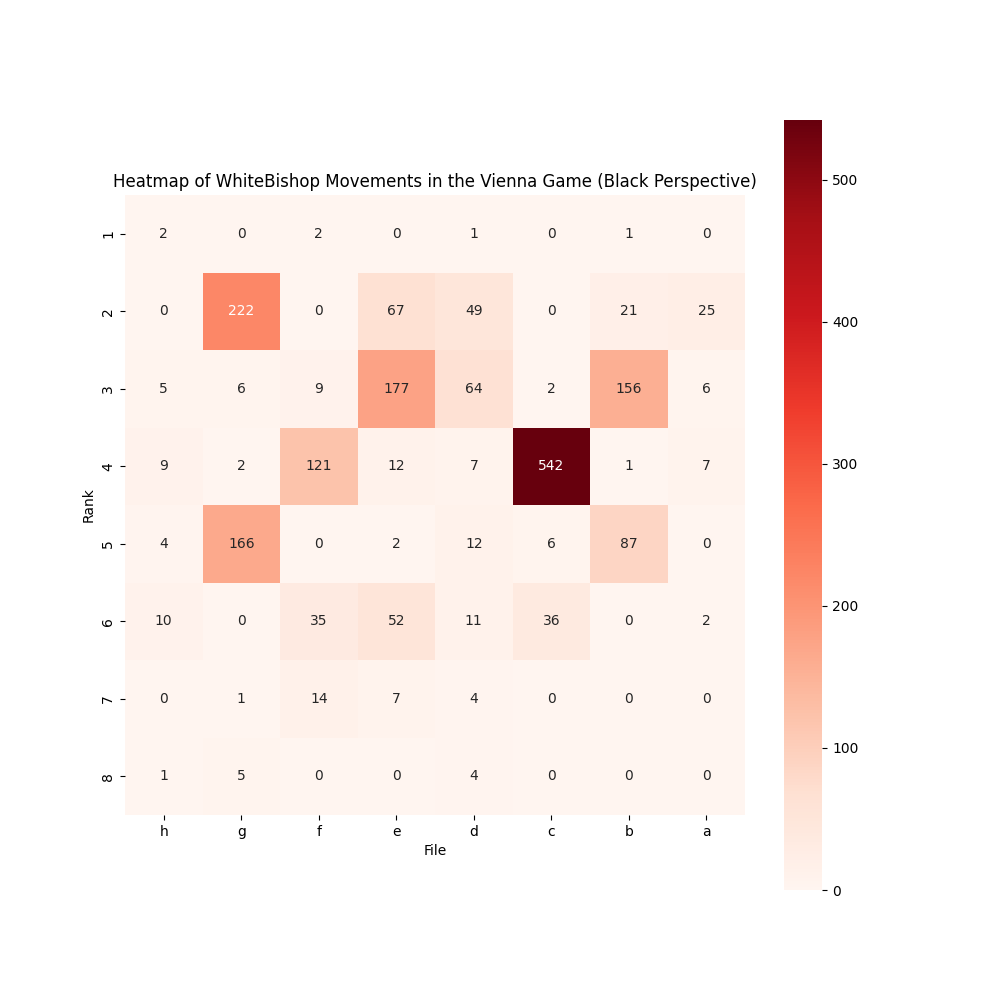 Heatmap of WhiteBishop Movements in the Vienna Game (Black Perspective)
1 2 0 2 0 1 0 1 0
2 0 222 0 67 49 0 21 25
3 5 6 9 177 64 2 156 6
4 9 2 121 12 7 542 1 7
5 4 166 0 2 12 6 87 0
6 10 0 35 52 11 36 0 2
7 0 1 14 7 4 0 0 0
8 1 5 0 0 4 0 0 0
h g f e d c b a
File
Rank
500
400
300
200
100
0